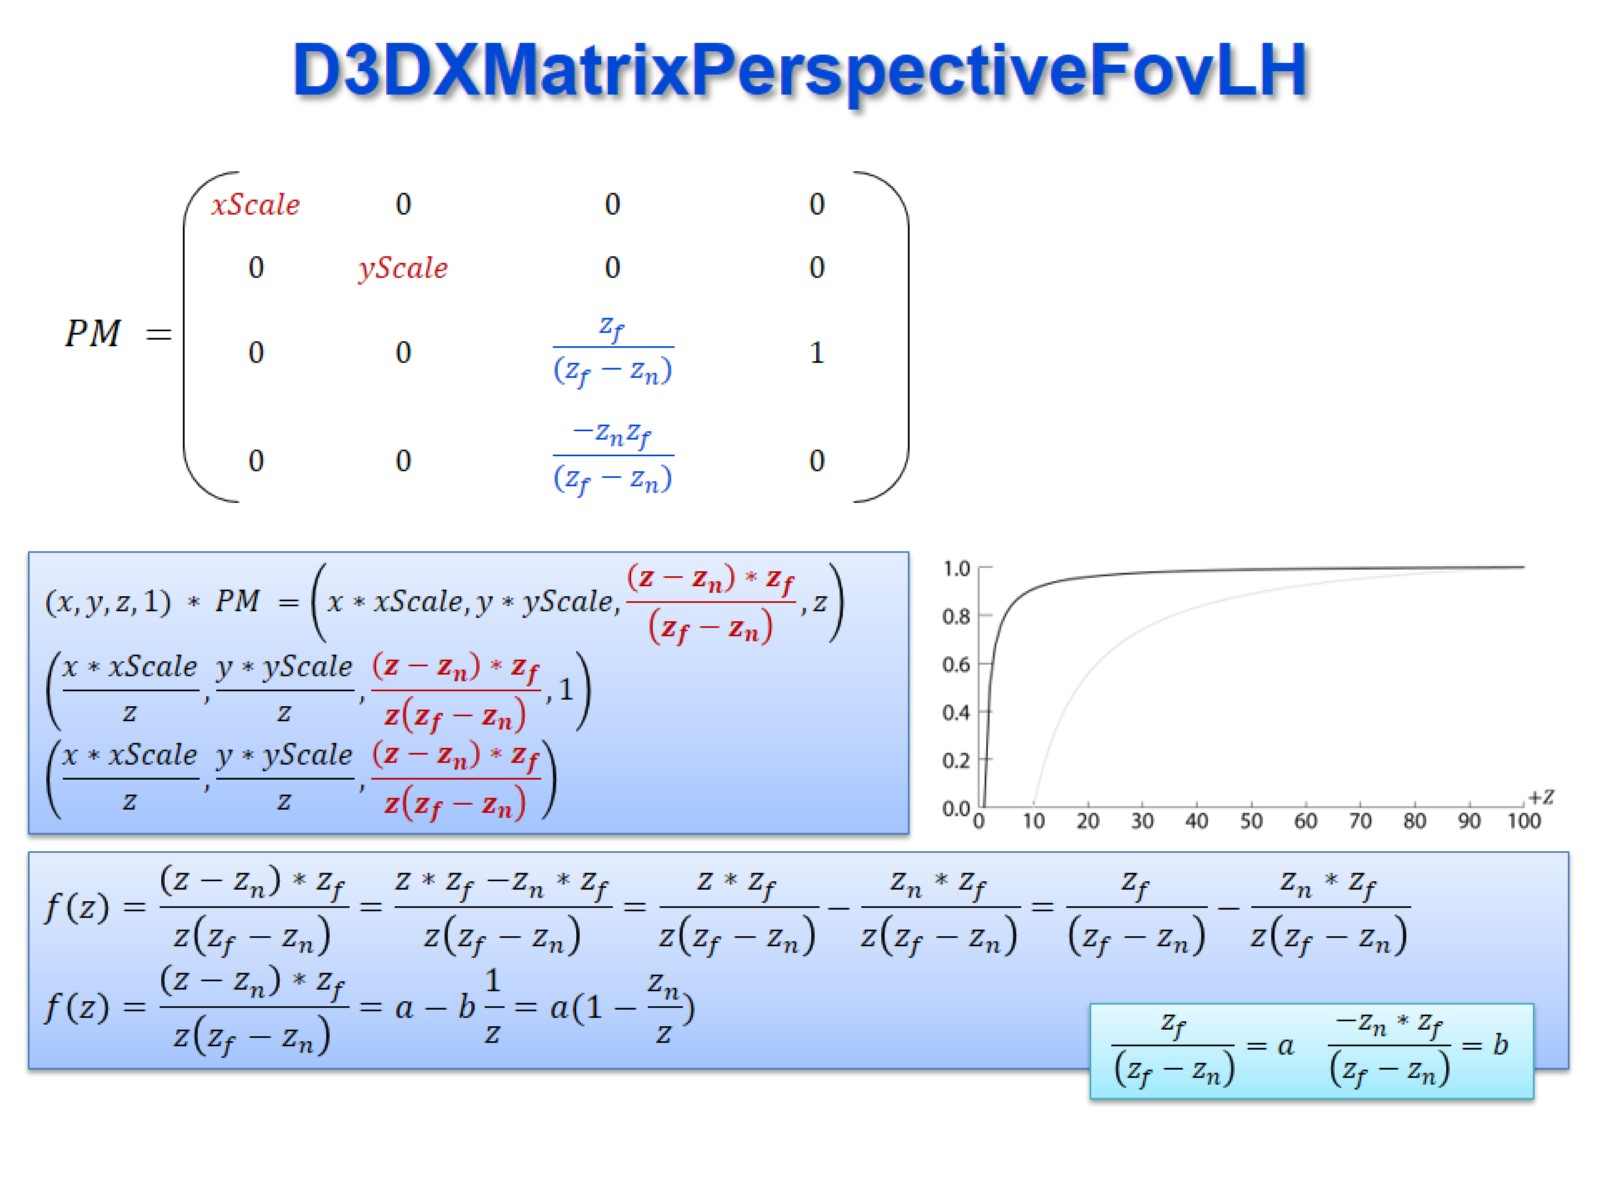 D3DXMatrixPerspectiveFovLH
xScale 0 0 0
0 yScale 0 0
PM = 0 0 z_f/(z_f − z_n) 1
0 0 −z_n z_f/(z_f − z_n) 0
(x, y, z, 1) * PM = (x * xScale, y * yScale, (z − z_n) * z_f/(z_f − z_n), z)
(x * xScale/z, y * yScale/z, (z − z_n) * z_f/z(z_f − z_n), 1)
(x * xScale/z, y * yScale/z, (z − z_n) * z_f/z(z_f − z_n))
1.0
0.8
0.6
0.4
0.2
0.0
+Z
0 10 20 30 40 50 60 70 80 90 100
f(z) = (z − z_n) * z_f/z(z_f − z_n) = z * z_f − z_n * z_f/z(z_f − z_n) = z * z_f/z(z_f − z_n) − z_n * z_f/z(z_f − z_n) = z_f/(z_f − z_n) − z_n * z_f/z(z_f − z_n)
f(z) = (z − z_n) * z_f/z(z_f − z_n) = a − b 1/z = a(1 − z_n/z)
z_f/(z_f − z_n) = a −z_n * z_f/(z_f − z_n) = b